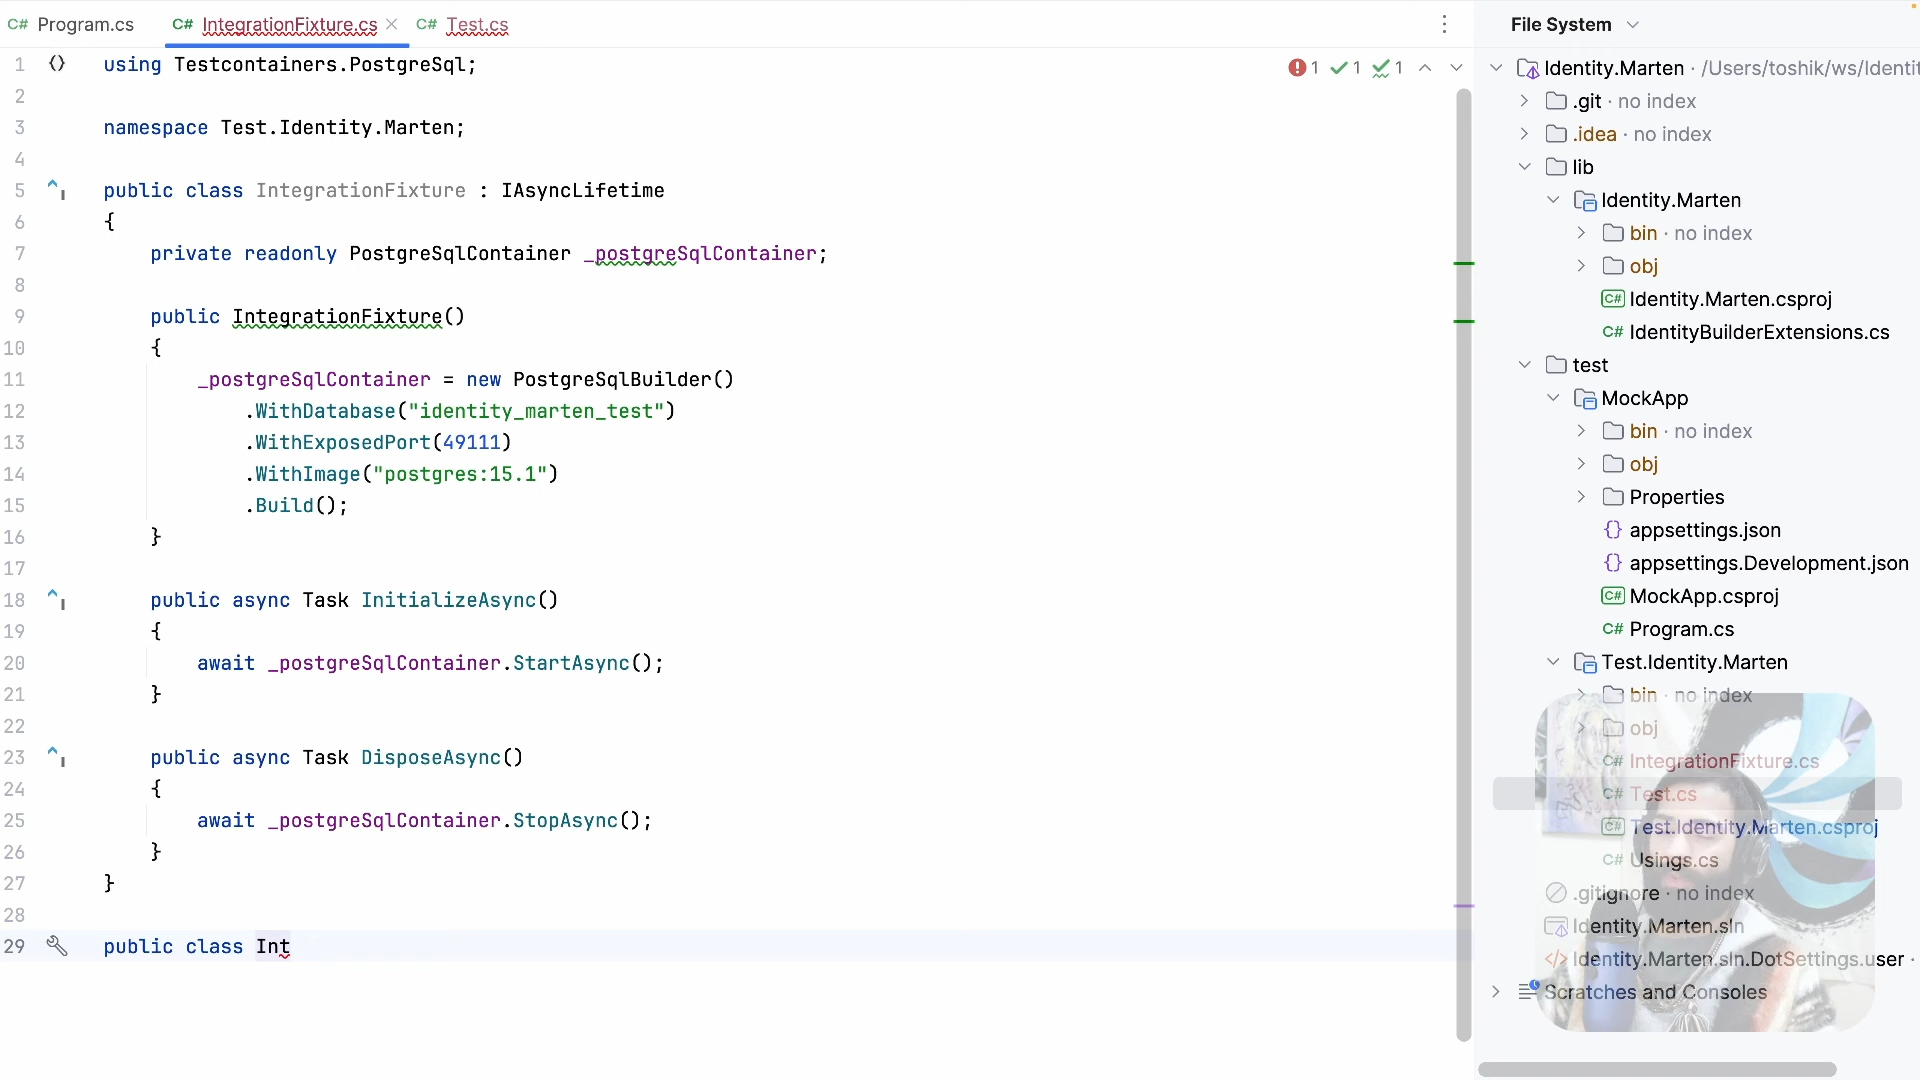 C# Program.cs
C# IntegrationFixture.cs
C# Test.cs
File System
1 using Testcontainers.PostgreSql;
1 1 1
2
3 namespace Test.Identity.Marten;
4
5 public class IntegrationFixture : IAsyncLifetime
6 {
7 private readonly PostgreSqlContainer _postgreSqlContainer;
8
9 public IntegrationFixture()
10 {
11 _postgreSqlContainer = new PostgreSqlBuilder()
12 .WithDatabase("identity_marten_test")
13 .WithExposedPort(49111)
14 .WithImage("postgres:15.1")
15 .Build();
16 }
17
18 public async Task InitializeAsync()
19 {
20 await _postgreSqlContainer.StartAsync();
21 }
22
23 public async Task DisposeAsync()
24 {
25 await _postgreSqlContainer.StopAsync();
26 }
27 }
28
29 public class Int
Identity.Marten · /Users/toshik/ws/Identit
.git · no index
.idea · no index
lib
Identity.Marten
bin · no index
obj
C# Identity.Marten.csproj
C# IdentityBuilderExtensions.cs
test
MockApp
bin · no index
obj
Properties
{} appsettings.json
{} appsettings.Development.json
C# MockApp.csproj
C# Program.cs
Test.Identity.Marten
bin · no index
obj
C# IntegrationFixture.cs
C# Test.cs
C# Test.Identity.Marten.csproj
C# Usings.cs
.gitignore · no index
Identity.Marten.sln
</> Identity.Marten.sln.DotSettings.user ·
Scratches and Consoles